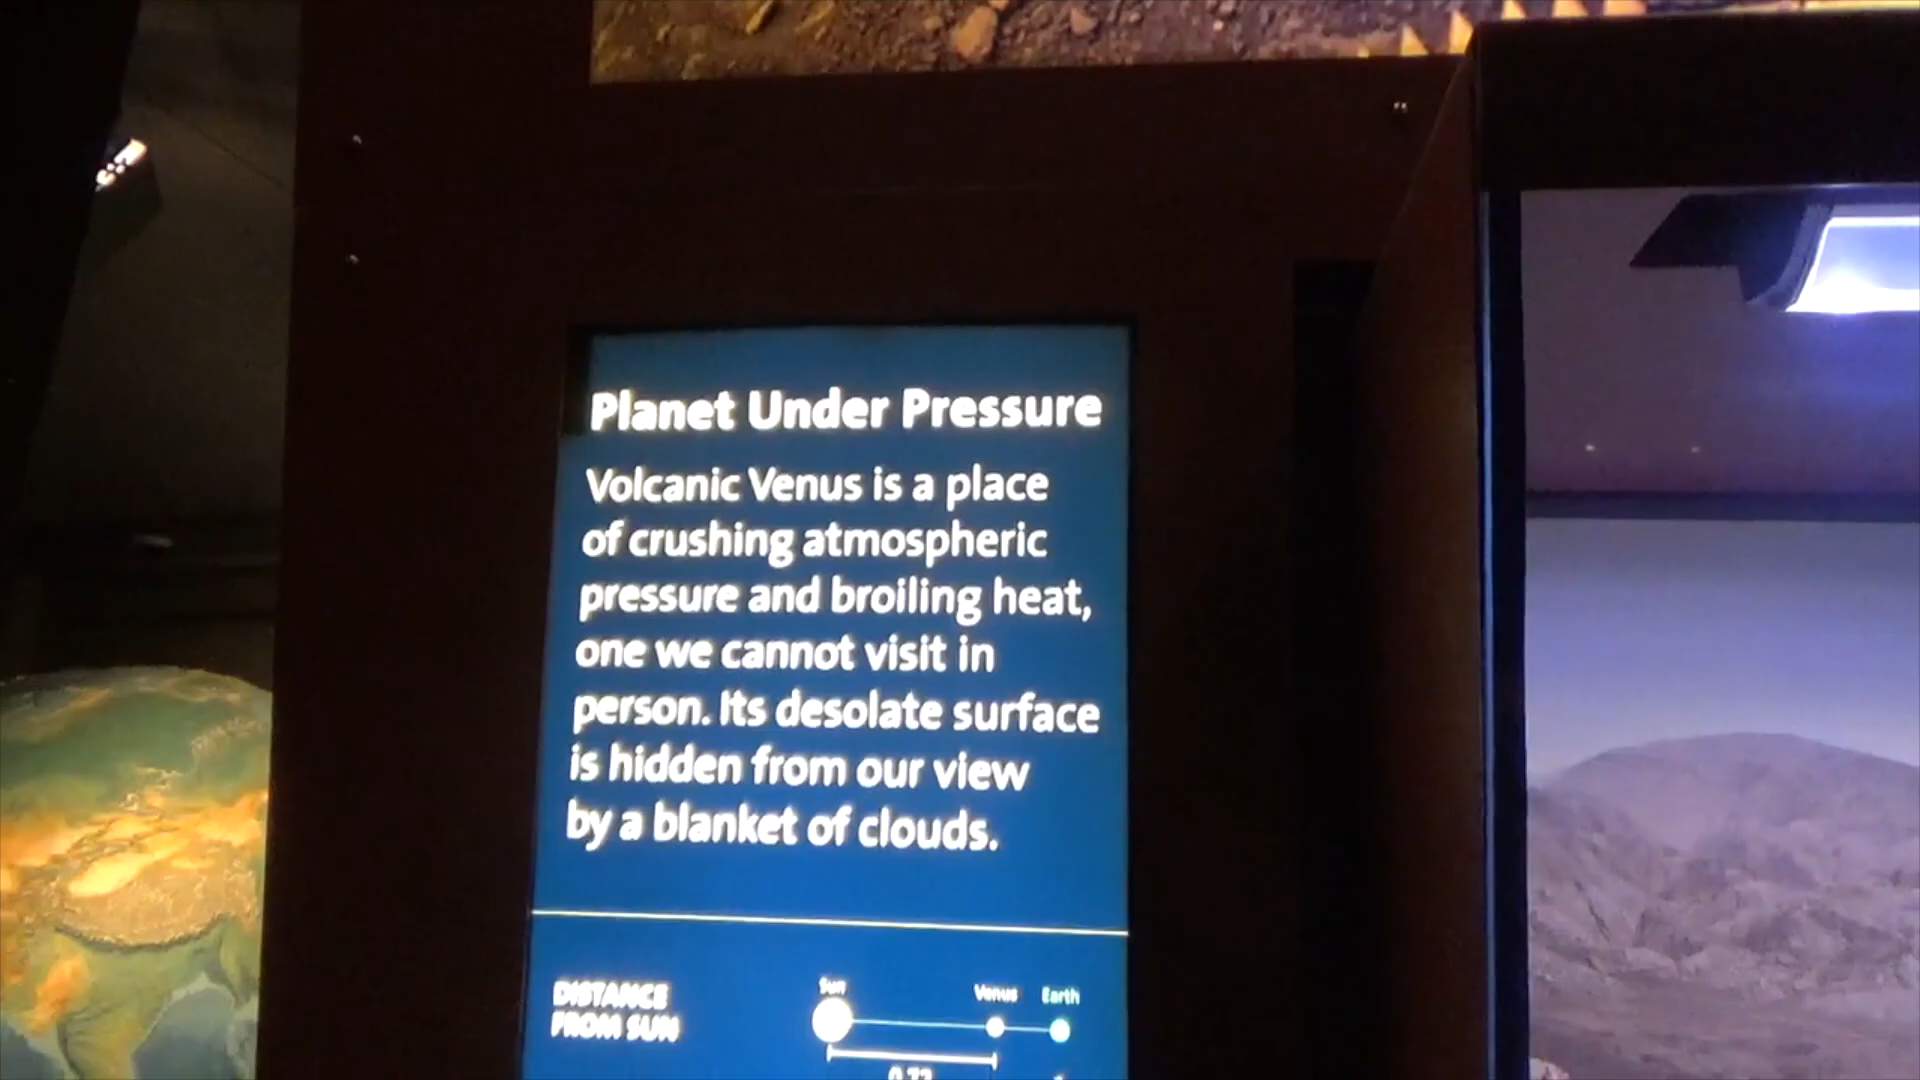 Planet Under Pressure
Volcanic Venus is a place
of crushing atmospheric
pressure and broiling heat,
one we cannot visit in
person. Its desolate surface
is hidden from our view
by a blanket of clouds.
DISTANCE
FROM SUN
Sun Venus Earth
0.72